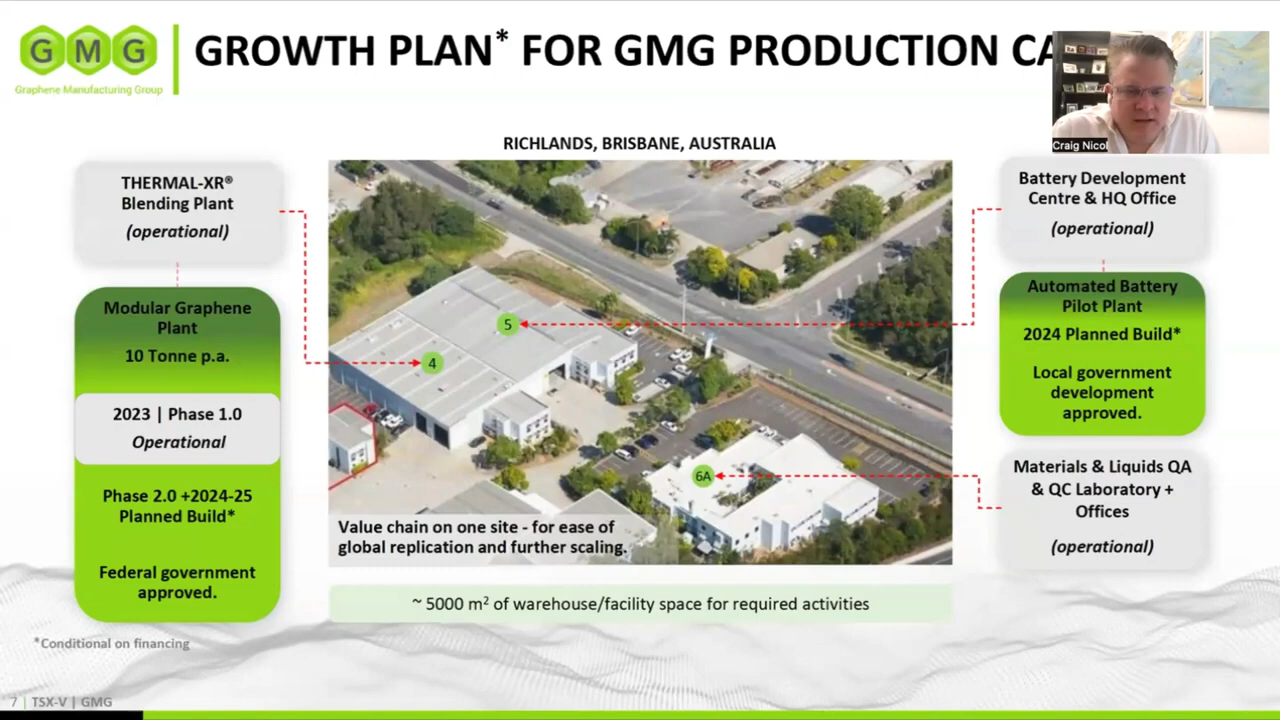 GMG
Graphene Manufacturing Group
GROWTH PLAN* FOR GMG PRODUCTION
Craig Nicol
RICHLANDS, BRISBANE, AUSTRALIA
THERMAL-XR®
Blending Plant
(operational)
Modular Graphene
Plant
10 Tonne p.a.
2023 | Phase 1.0
Operational
Phase 2.0 +2024-25
Planned Build*
Federal government
approved.
5
4
6A
Value chain on one site - for ease of
global replication and further scaling.
~ 5000 m² of warehouse/facility space for required activities
Battery Development
Centre & HQ Office
(operational)
Automated Battery
Pilot Plant
2024 Planned Build*
Local government
development
approved.
Materials & Liquids QA
& QC Laboratory +
Offices
(operational)
*Conditional on financing
7 | TSX-V | GMG